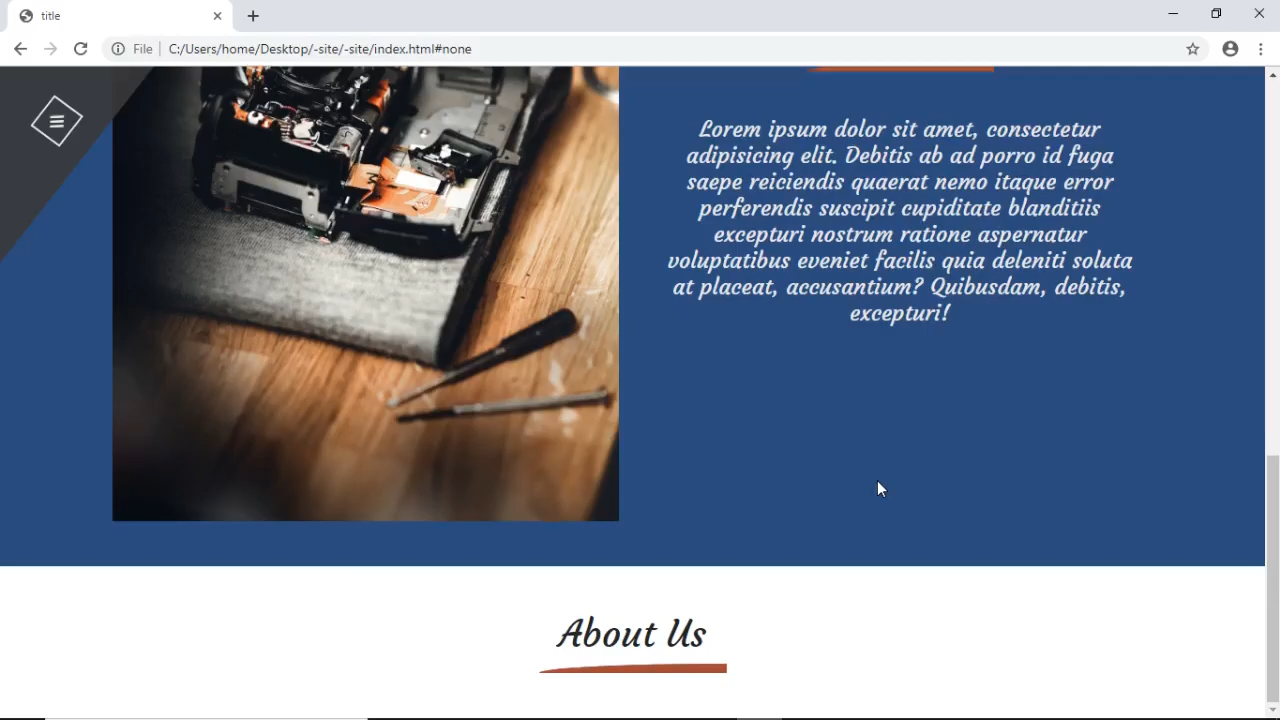 title
File
C:/Users/home/Desktop/-site/-site/index.html#none
Lorem ipsum dolor sit amet, consectetur
adipisicing elit. Debitis ab ad porro id fuga
saepe reiciendis quaerat nemo itaque error
perferendis suscipit cupiditate blanditiis
excepturi nostrum ratione aspernatur
voluptatibus eveniet facilis quia deleniti soluta
at placeat, accusantium? Quibusdam, debitis,
excepturi!
About Us